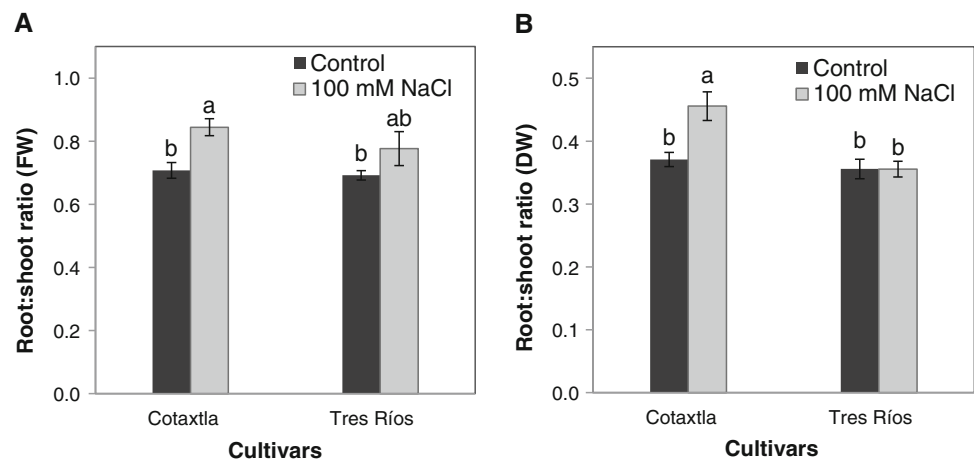 A
Control
100 mM NaCl
1.0
0.8
0.6
0.4
0.2
0.0
Root:shoot ratio (FW)
b
a
b
ab
Cotaxtla
Tres Ríos
Cultivars
B
Control
100 mM NaCl
0.5
0.4
0.3
0.2
0.1
0.0
Root:shoot ratio (DW)
b
a
b
b
Cotaxtla
Tres Ríos
Cultivars